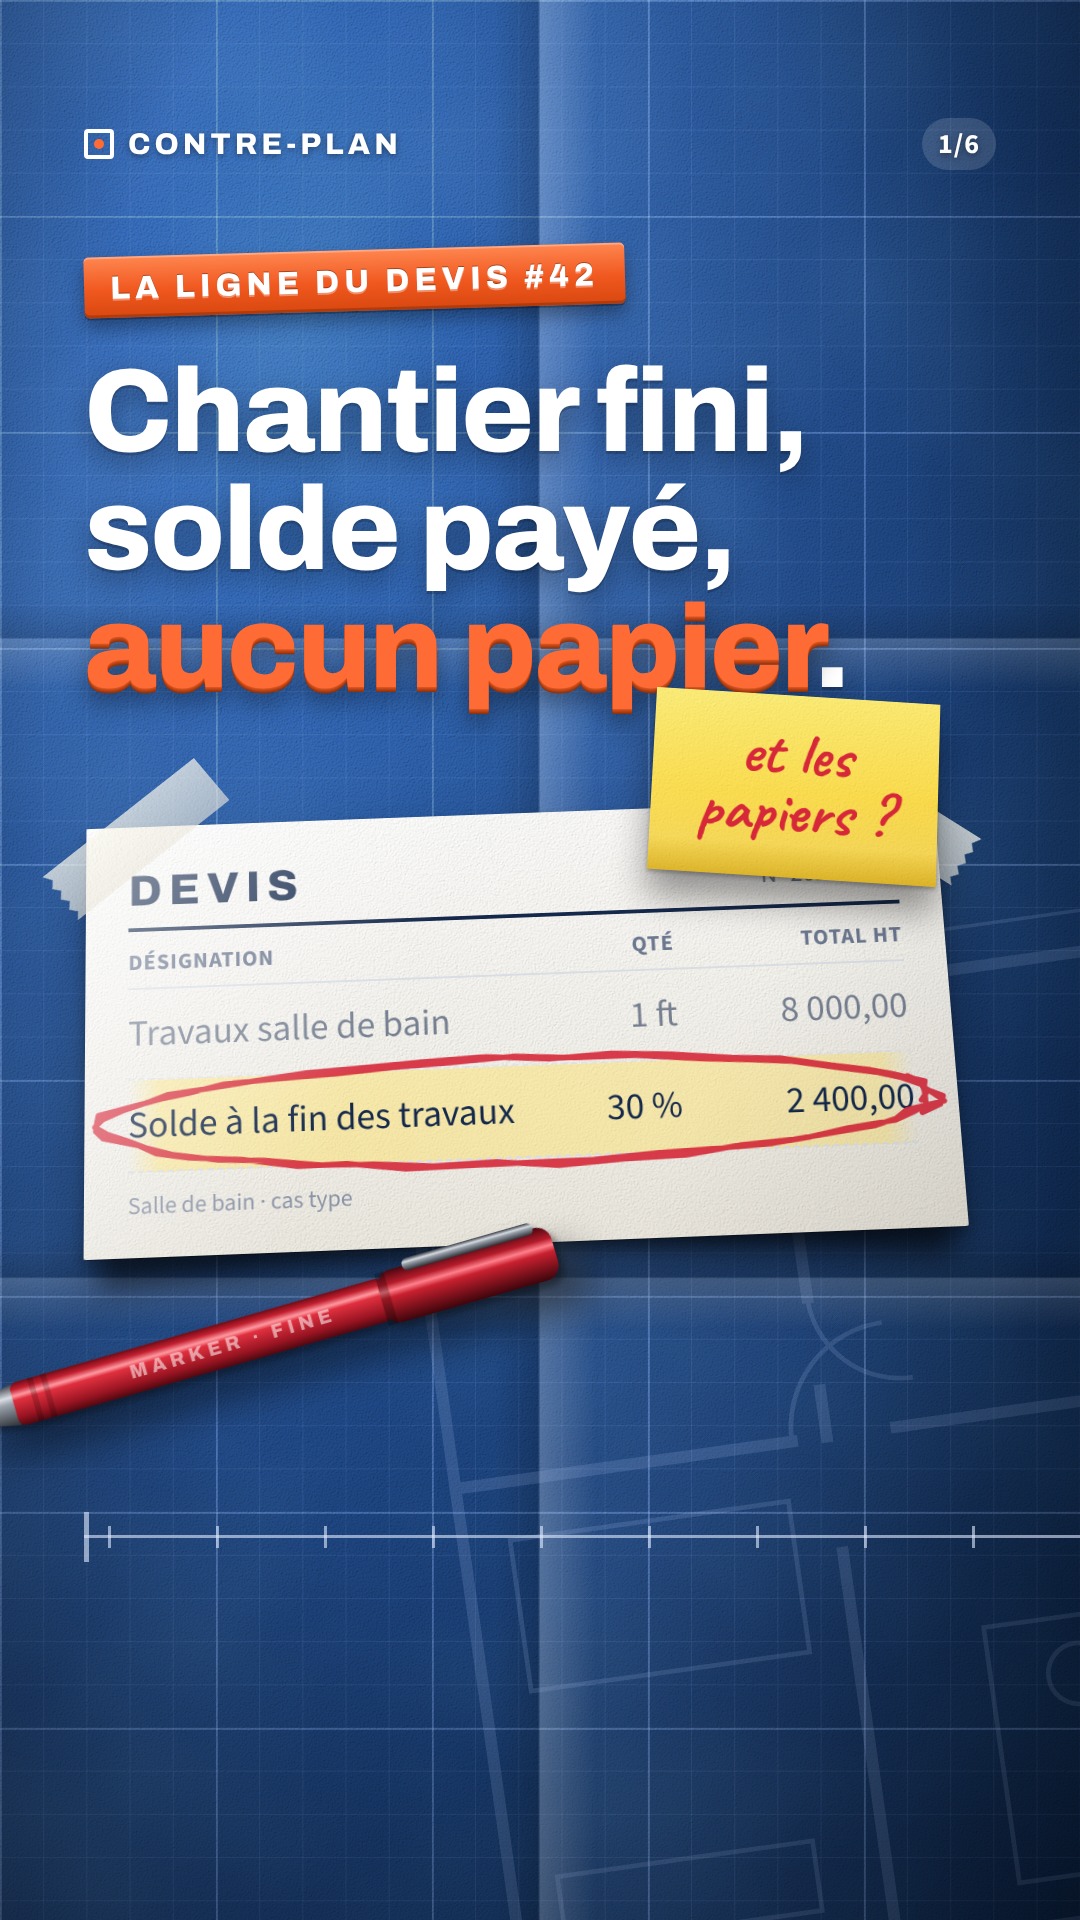 CONTRE-PLAN
1/6
LA LIGNE DU DEVIS #42
Chantier fini,
solde payé,
aucun papier.
et les
papiers ?
DEVIS
DÉSIGNATION QTÉ TOTAL HT
Travaux salle de bain 1 ft 8 000,00
Solde à la fin des travaux 30 % 2 400,00
Salle de bain · cas type
MARKER · FINE